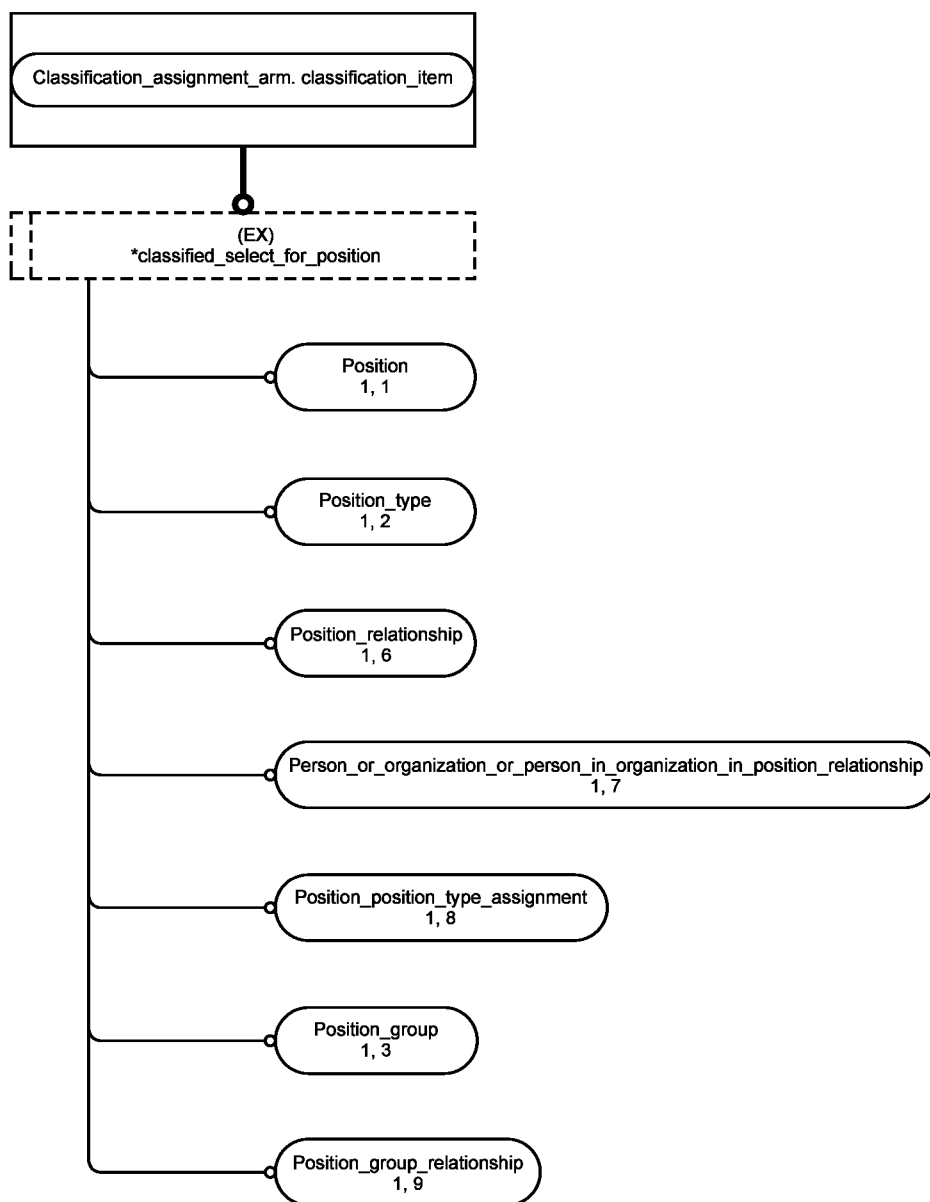 Classification_assignment_arm. classification_item
(EX)
*classified_select_for_position
Position
1, 1
Position_type
1, 2
Position_relationship
1, 6
Person_or_organization_or_person_in_organization_in_position_relationship
1, 7
Position_position_type_assignment
1, 8
Position_group
1, 3
Position_group_relationship
1, 9